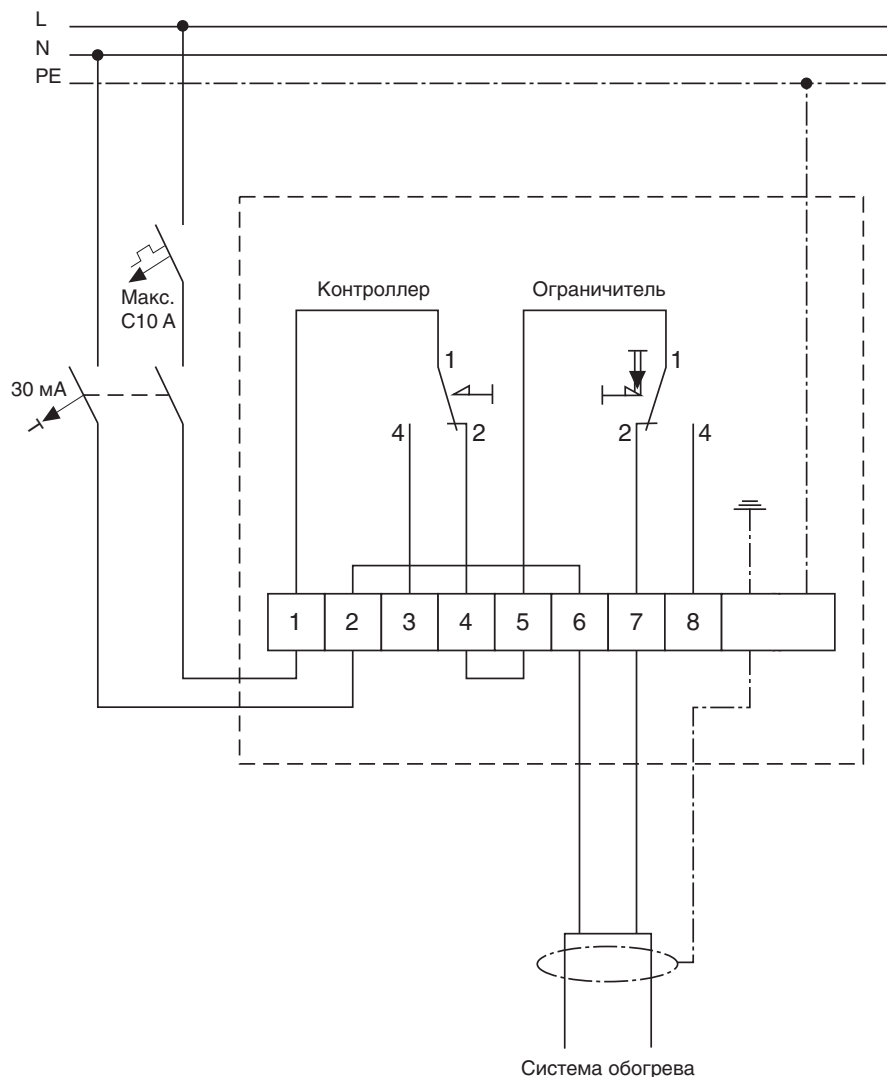 L
N
PE
Контроллер
Ограничитель
Макс.
C10 A
30 мА
1
1
4
2
2
4
1 2 3 4 5 6 7 8
Система обогрева